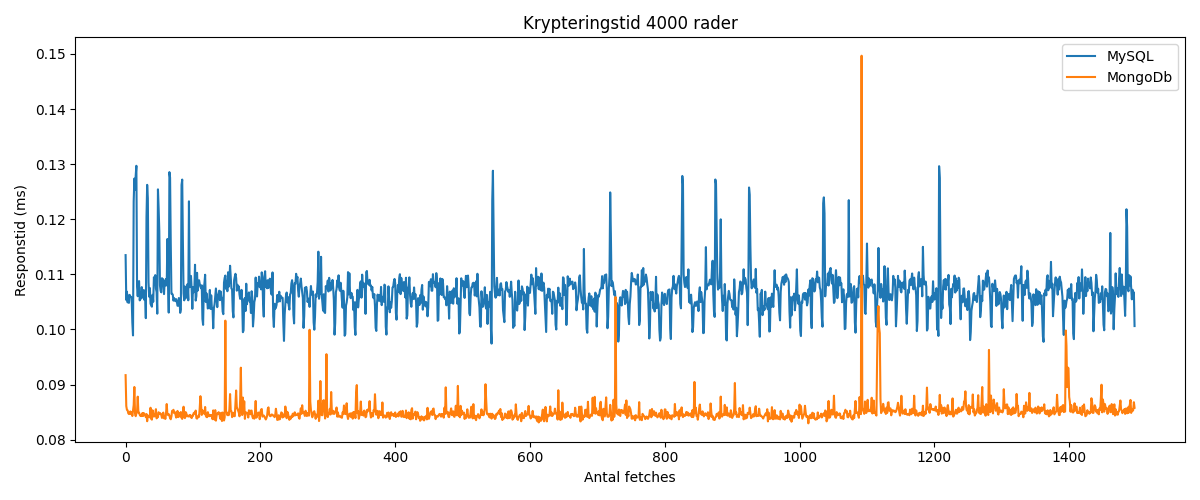 Krypteringstid 4000 rader
MySQL
MongoDb
Responstid (ms)
0.15
0.14
0.13
0.12
0.11
0.10
0.09
0.08
0 200 400 600 800 1000 1200 1400
Antal fetches